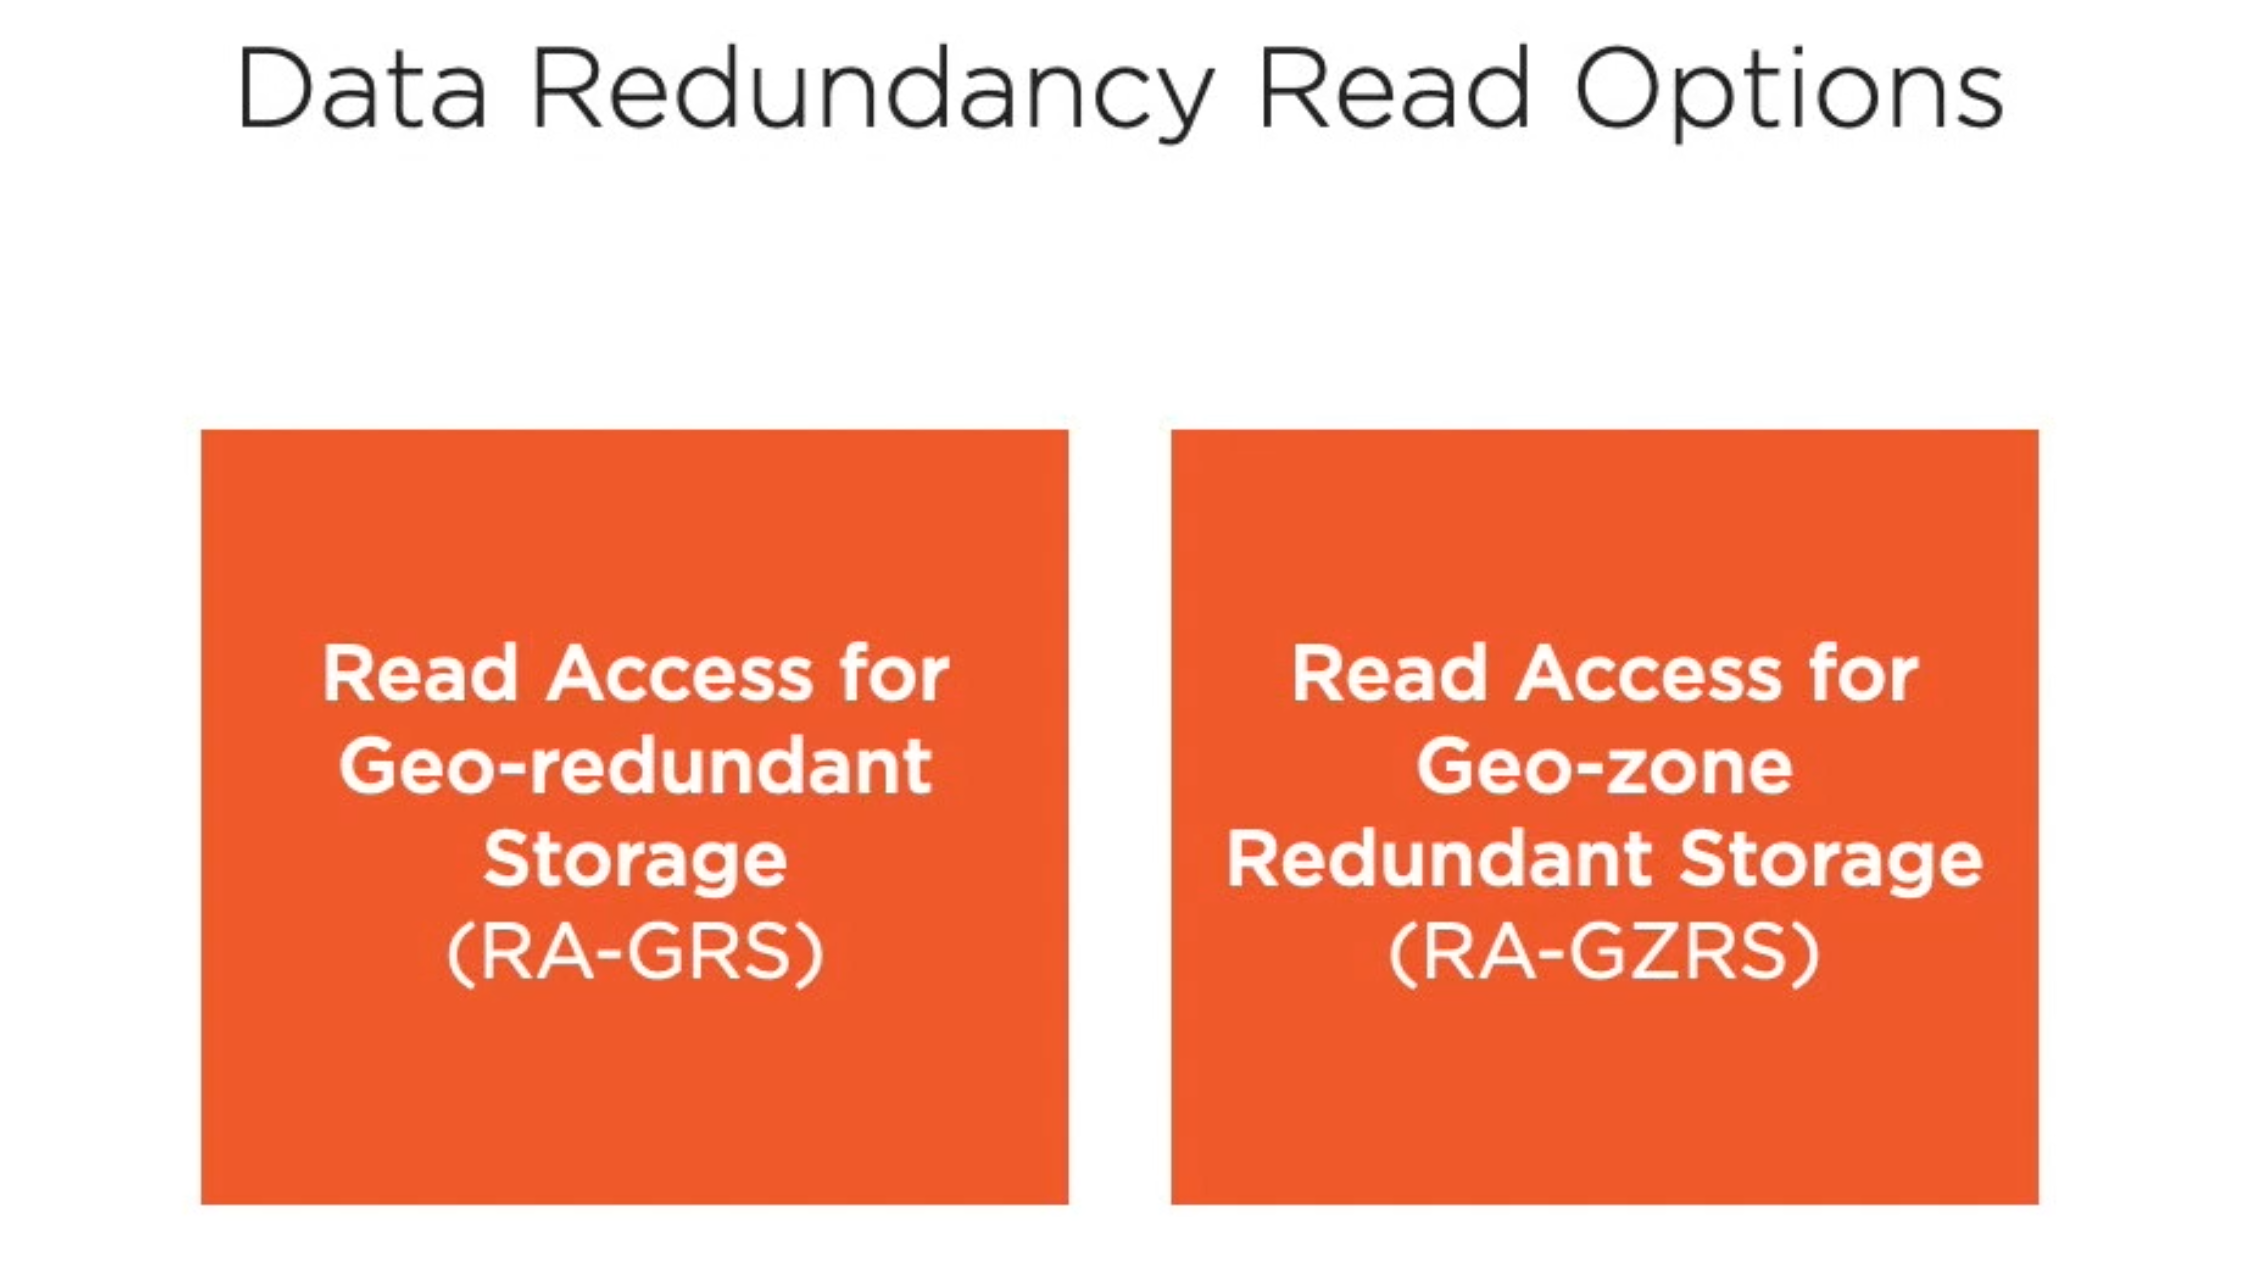 Data Redundancy Read Options
Read Access for
Geo-redundant
Storage
(RA-GRS)
Read Access for
Geo-zone
Redundant Storage
(RA-GZRS)